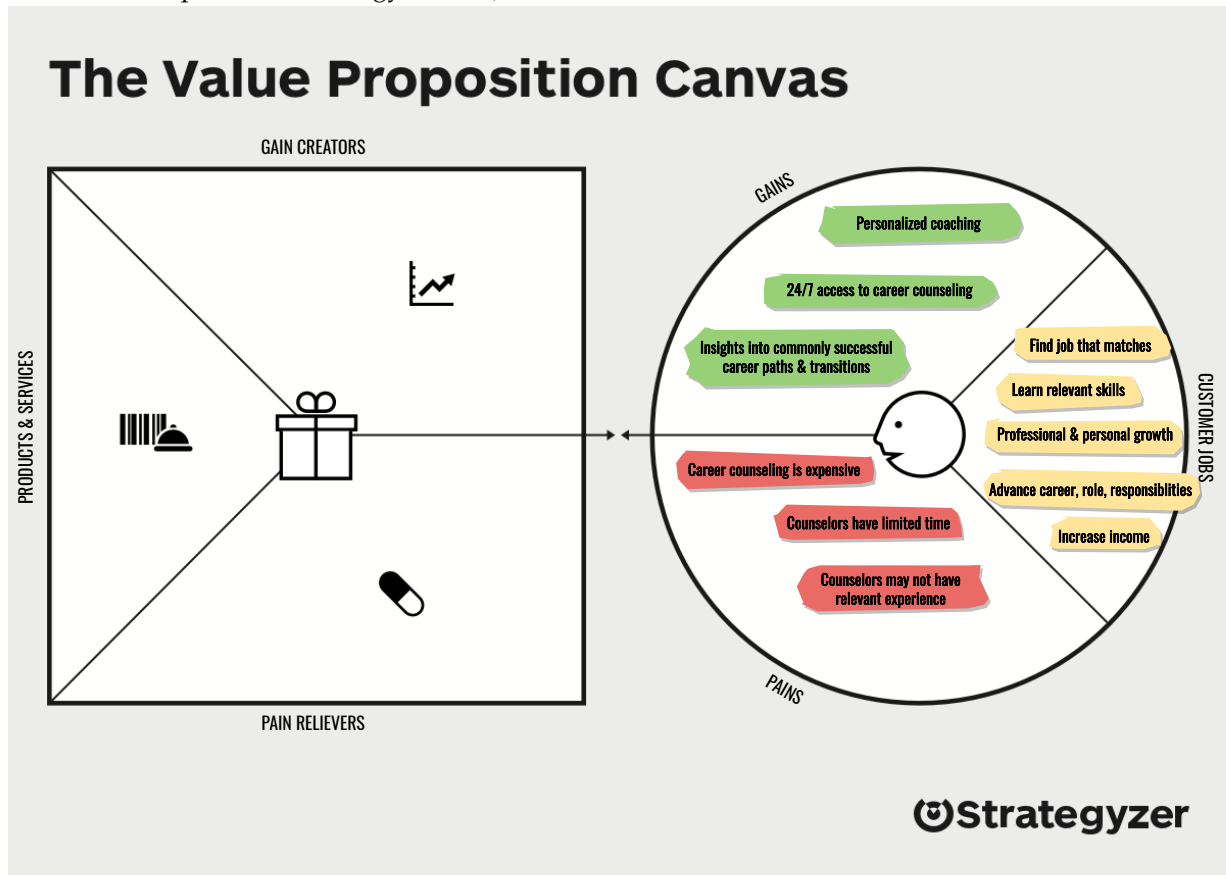 The Value Proposition Canvas
GAIN CREATORS
PRODUCTS & SERVICES
PAIN RELIEVERS
GAINS
Personalized coaching
24/7 access to career counseling
Insights into commonly successful
career paths & transitions
Find job that matches
Learn relevant skills
Professional & personal growth
Advance career, role, responsiblities
Increase income
CUSTOMER JOBS
Career counseling is expensive
Counselors have limited time
Counselors may not have
relevant experience
PAINS
Strategyzer